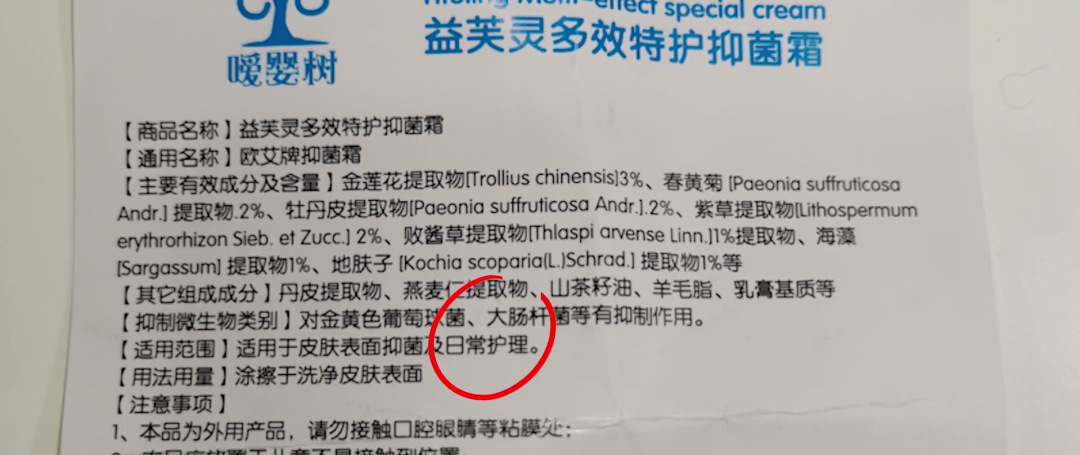 effect special cream
益芙灵多效特护抑菌霜
嗳婴树
【商品名称】益芙灵多效特护抑菌霜
【通用名称】欧艾牌抑菌霜
【主要有效成分及含量】金莲花提取物[Trollius chinensis]3%、春黄菊 [Paeonia suffruticosa
Andr.] 提取物.2%、牡丹皮提取物[Paeonia suffruticosa Andr.].2%、紫草提取物[Lithospermum
erythrorhizon Sieb. et Zucc.] 2%、败酱草提取物[Thlaspi arvense Linn.]1%提取物、海藻
[Sargassum] 提取物1%、地肤子 [Kochia scoparia(L.)Schrad.] 提取物1%等
【其它组成成分】丹皮提取物、燕麦仁提取物、山茶籽油、羊毛脂、乳膏基质等
【抑制微生物类别】对金黄色葡萄球菌、大肠杆菌等有抑制作用。
【适用范围】适用于皮肤表面抑菌及日常护理。
【用法用量】涂擦于洗净皮肤表面
【注意事项】
1、本品为外用产品，请勿接触口腔眼睛等粘膜处；